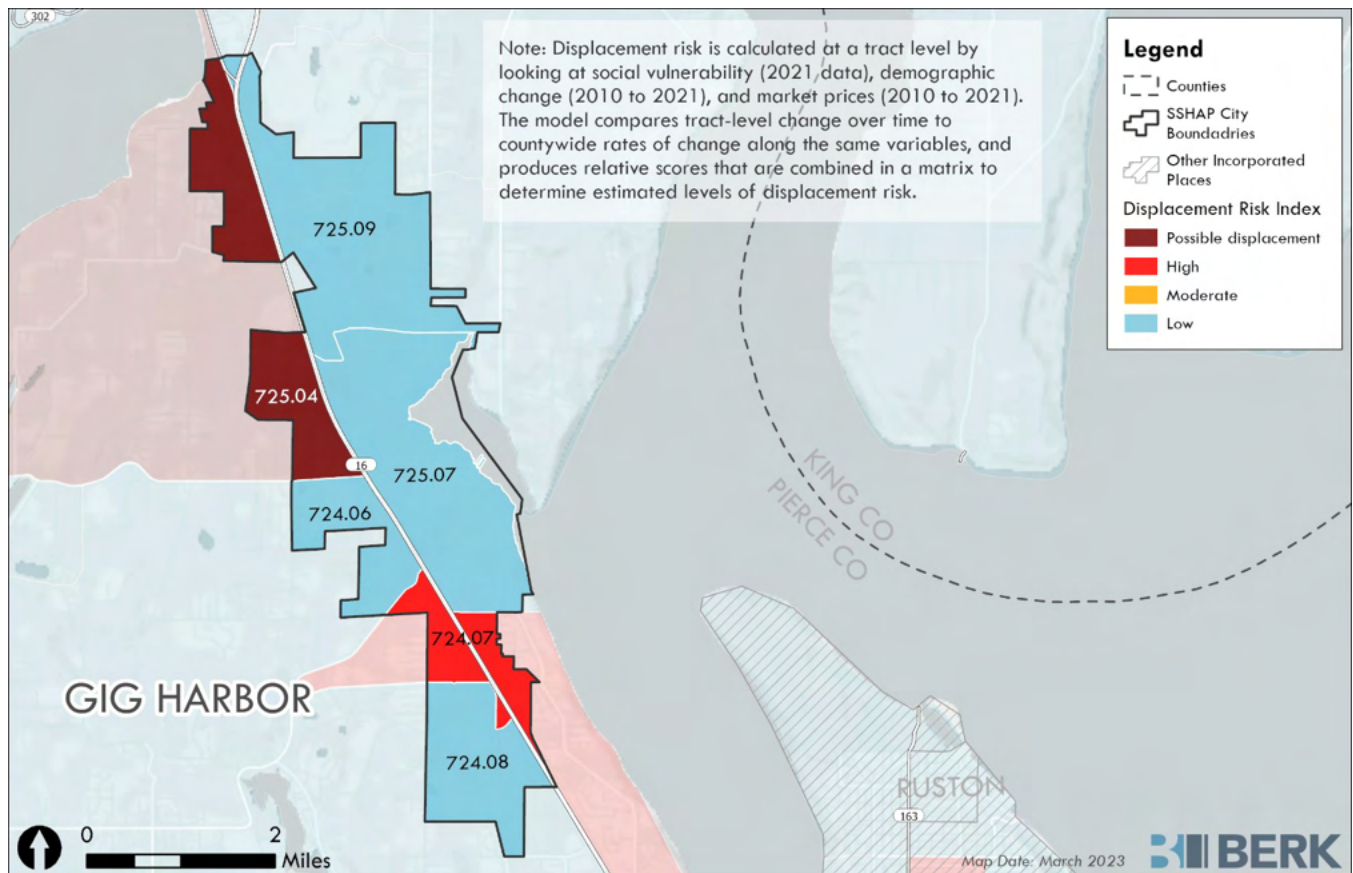 302
Note: Displacement risk is calculated at a tract level by
looking at social vulnerability (2021 data), demographic
change (2010 to 2021), and market prices (2010 to 2021).
The model compares tract-level change over time to
countywide rates of change along the same variables, and
produces relative scores that are combined in a matrix to
determine estimated levels of displacement risk.
Legend
Counties
SSHAP City
Boundadries
Other Incorporated
Places
Displacement Risk Index
Possible displacement
High
Moderate
Low
725.09
725.04
16
725.07
724.06
KING CO
PIERCE CO
724.07
GIG HARBOR
724.08
RUSTON
163
0 2
Miles
Map Date: March 2023
BERK